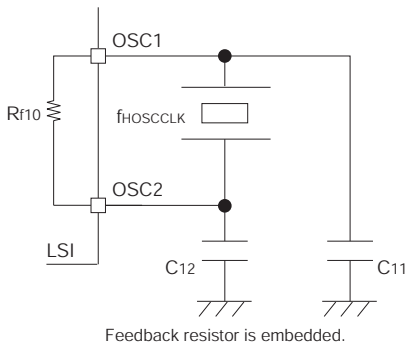 OSC1
Rf10
fHOSCCLK
OSC2
LSI
C12
C11
Feedback resistor is embedded.